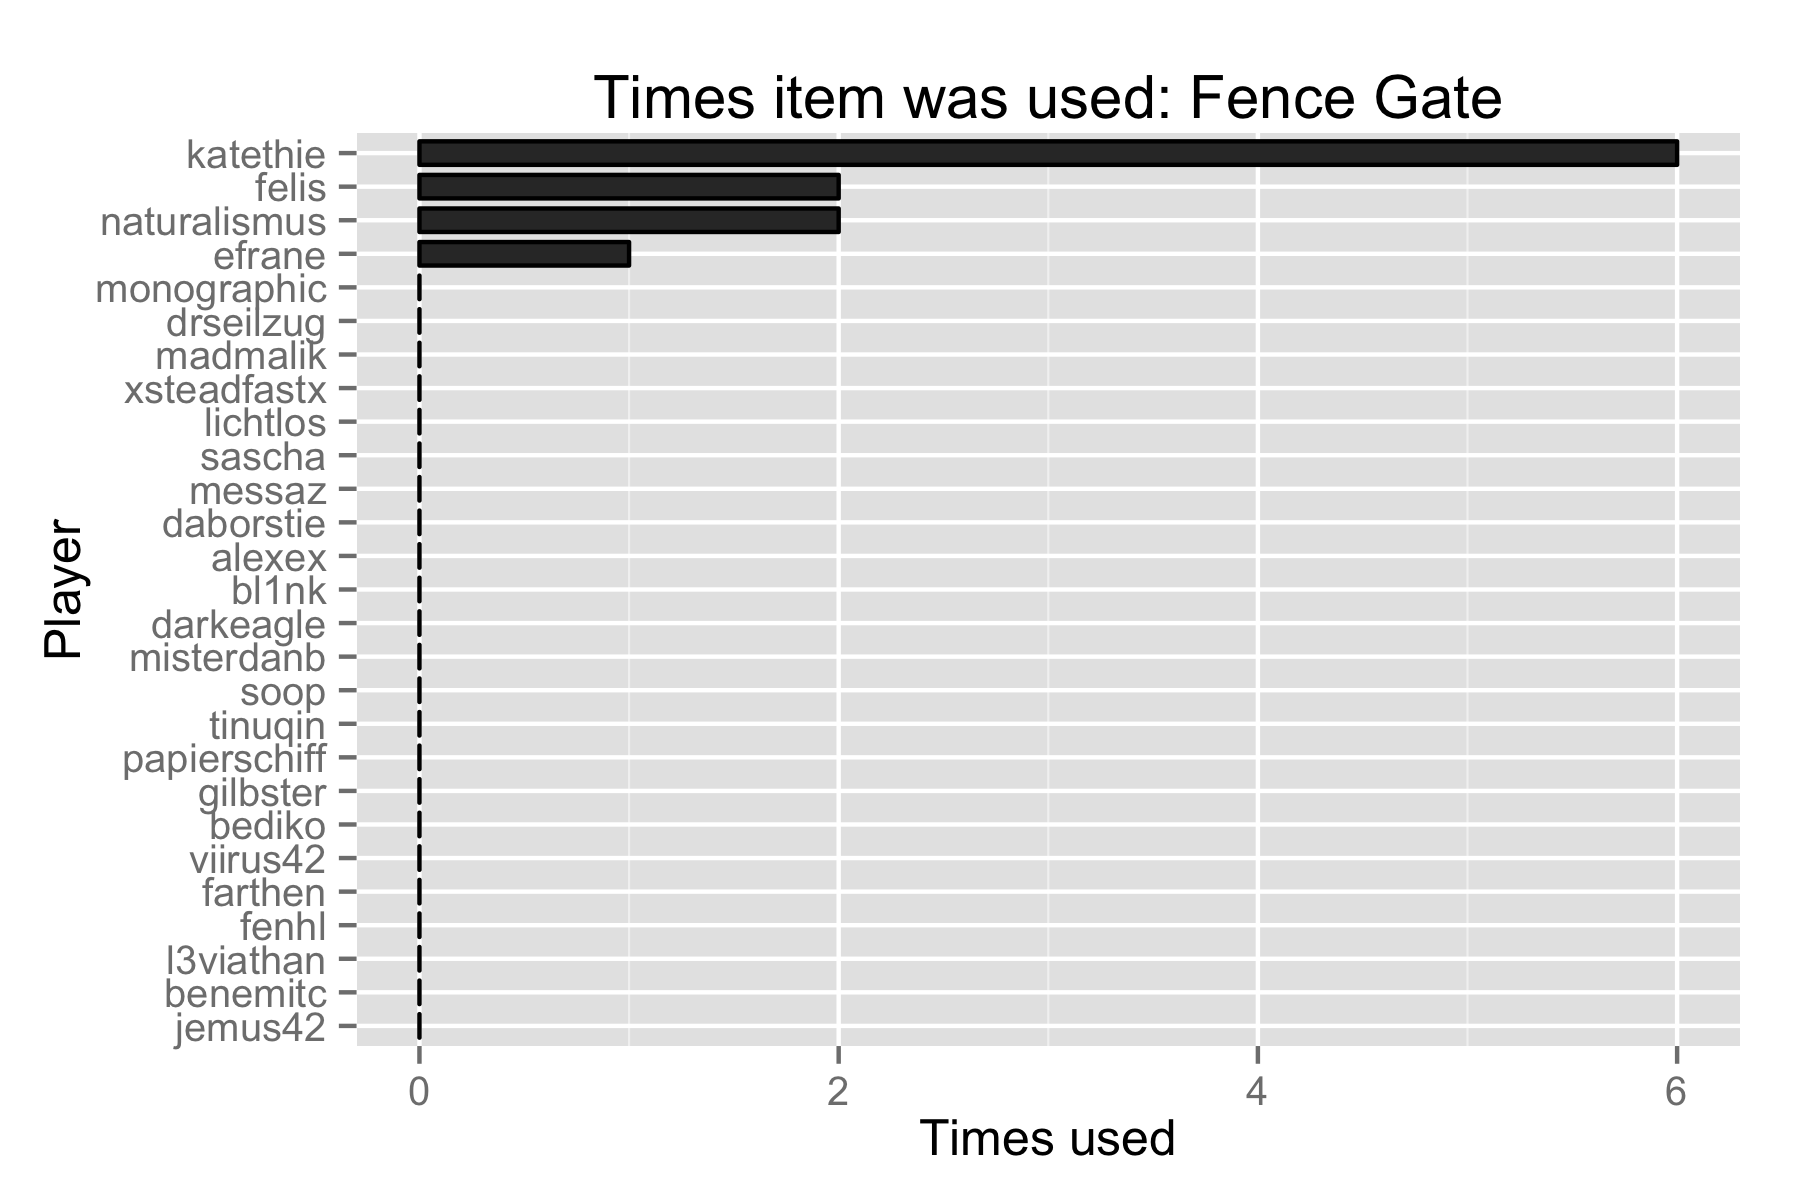 Times item was used: Fence Gate
katethie
felis
naturalismus
efrane
monographic
drseilzug
madmalik
xsteadfastx
lichtlos
sascha
messaz
daborstie
alexex
bl1nk
darkeagle
misterdanb
soop
tinuqin
papierschiff
gilbster
bediko
viirus42
farthen
fenhl
l3viathan
benemitc
jemus42
Player
0 2 4 6
Times used